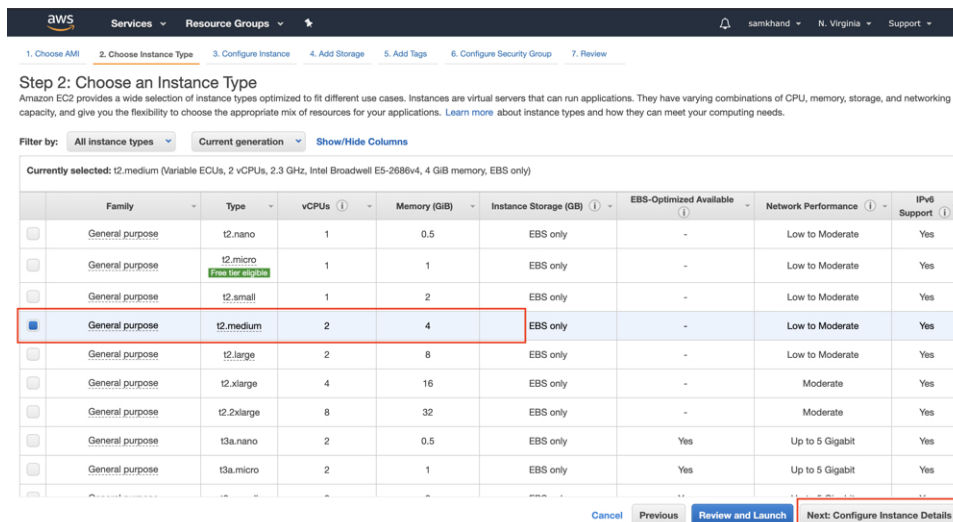 aws Services Resource Groups samkhand N. Virginia Support
1. Choose AMI 2. Choose Instance Type 3. Configure Instance 4. Add Storage 5. Add Tags 6. Configure Security Group 7. Review
Step 2: Choose an Instance Type
Amazon EC2 provides a wide selection of instance types optimized to fit different use cases. Instances are virtual servers that can run applications. They have varying combinations of CPU, memory, storage, and networking
capacity, and give you the flexibility to choose the appropriate mix of resources for your applications. Learn more about instance types and how they can meet your computing needs.
Filter by: All instance types Current generation Show/Hide Columns
Currently selected: t2.medium (Variable ECUs, 2 vCPUs, 2.3 GHz, Intel Broadwell E5-2686v4, 4 GiB memory, EBS only)
Family Type vCPUs Memory (GiB) Instance Storage (GB) EBS-Optimized Available Network Performance IPv6 Support
General purpose t2.nano 1 0.5 EBS only - Low to Moderate Yes
General purpose t2.micro Free tier eligible 1 1 EBS only - Low to Moderate Yes
General purpose t2.small 1 2 EBS only - Low to Moderate Yes
General purpose t2.medium 2 4 EBS only - Low to Moderate Yes
General purpose t2.large 2 8 EBS only - Low to Moderate Yes
General purpose t2.xlarge 4 16 EBS only - Moderate Yes
General purpose t2.2xlarge 8 32 EBS only - Moderate Yes
General purpose t3a.nano 2 0.5 EBS only Yes Up to 5 Gigabit Yes
General purpose t3a.micro 2 1 EBS only Yes Up to 5 Gigabit Yes
Cancel Previous Review and Launch Next: Configure Instance Details